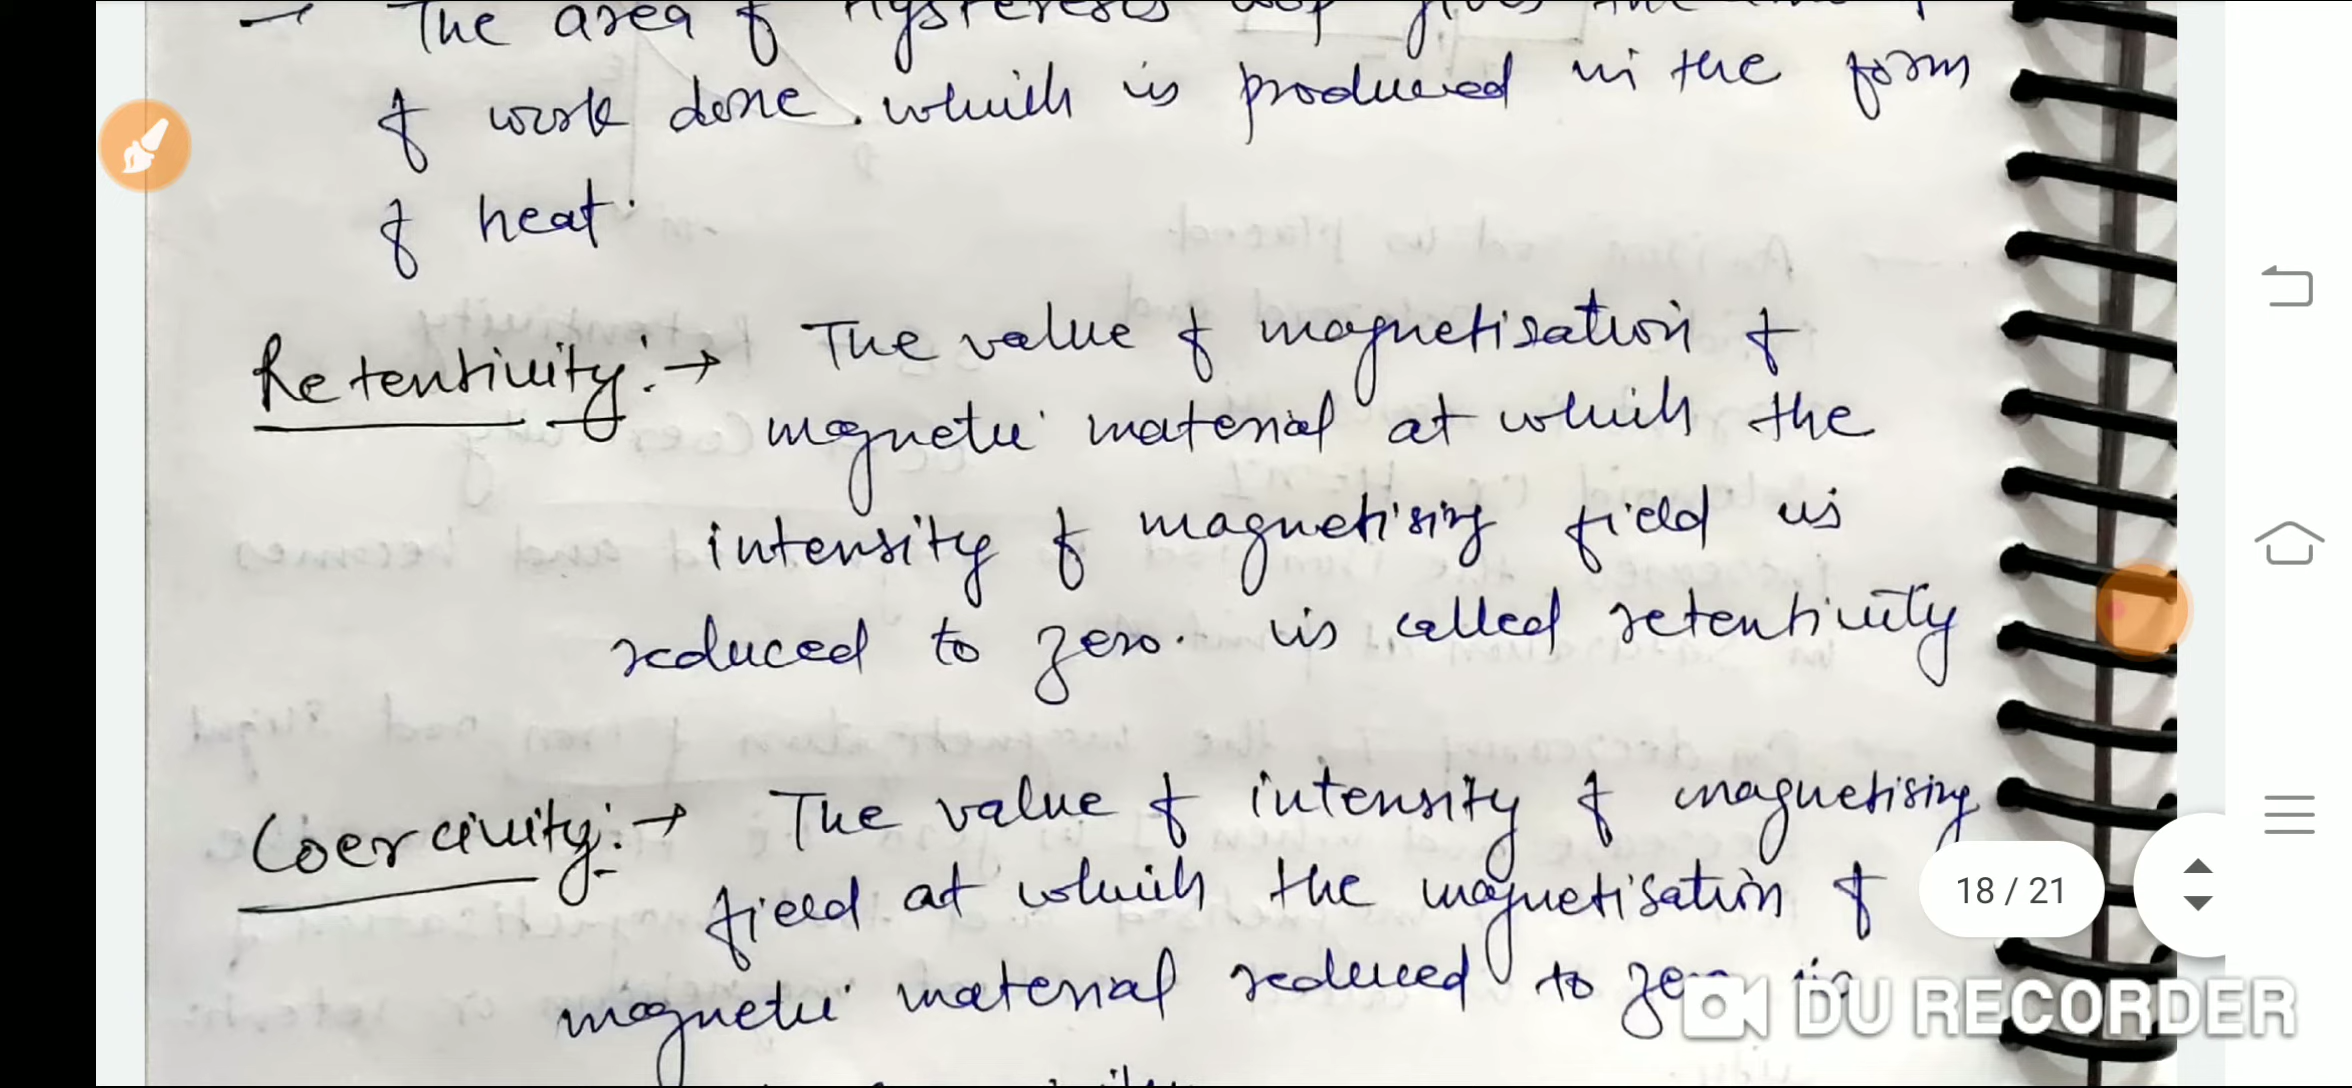 → The area of Hysteresis loop gives the
of work done. which is produced in the form
of heat.
Retentivity:→ The value of magnetisation of
magnetic material at which the
intensity of magnetising field is
reduced to zero. is called retentivity
Coercivity:→ The value of intensity of magnetising
field at which the magnetisation of
magnetic material reduced to zero is
18 / 21
DU RECORDER